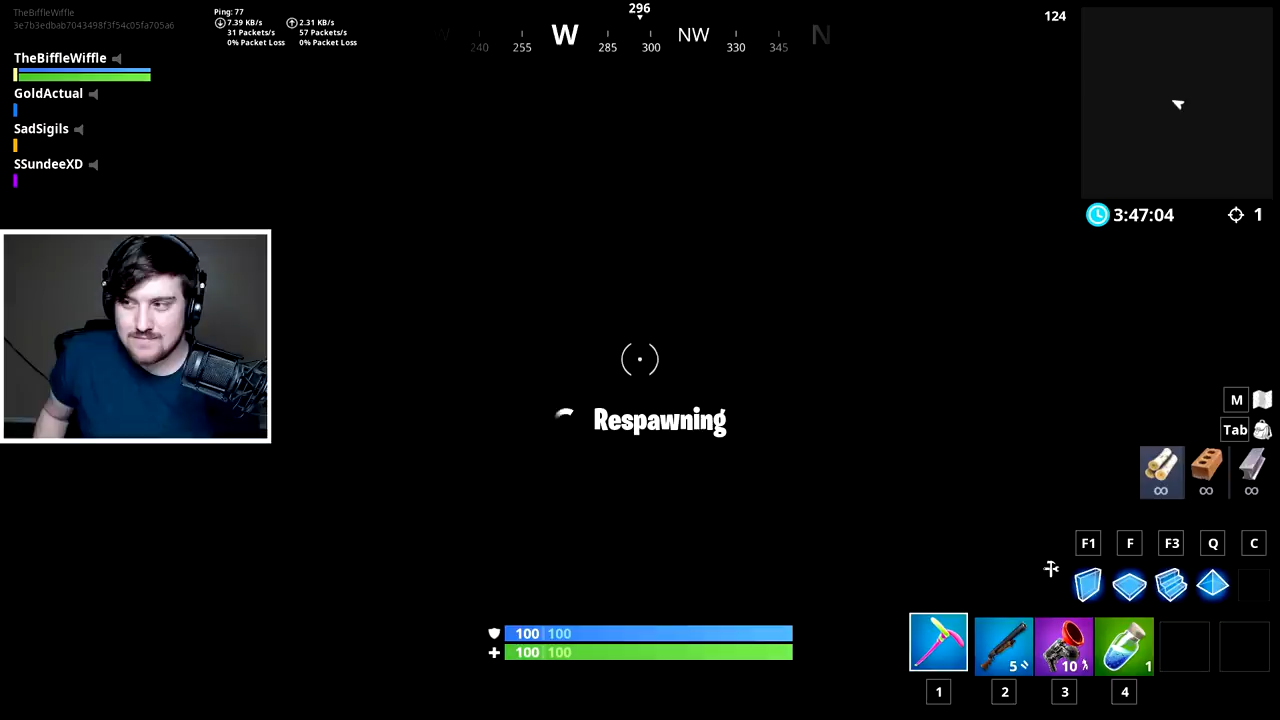 TheBiffleWiffle
3e7b3edbab7043498f3f54c05fa705a6
Ping: 77
7.39 KB/s 2.31 KB/s
31 Packets/s 57 Packets/s
0% Packet Loss 0% Packet Loss
296
W 240 255 W 285 300 NW 330 345 N
124
TheBiffleWiffle
GoldActual
SadSigils
SSundeeXD
3:47:04 1
Respawning
M
Tab
∞ ∞ ∞
F1 F F3 Q C
100 100
100 100
5 10 1
1 2 3 4